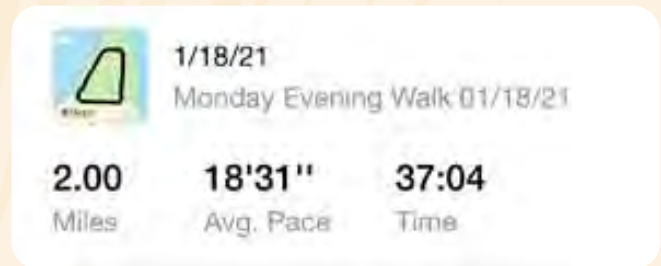 1/18/21
Monday Evening Walk 01/18/21
2.00 18'31" 37:04
Miles Avg. Pace Time